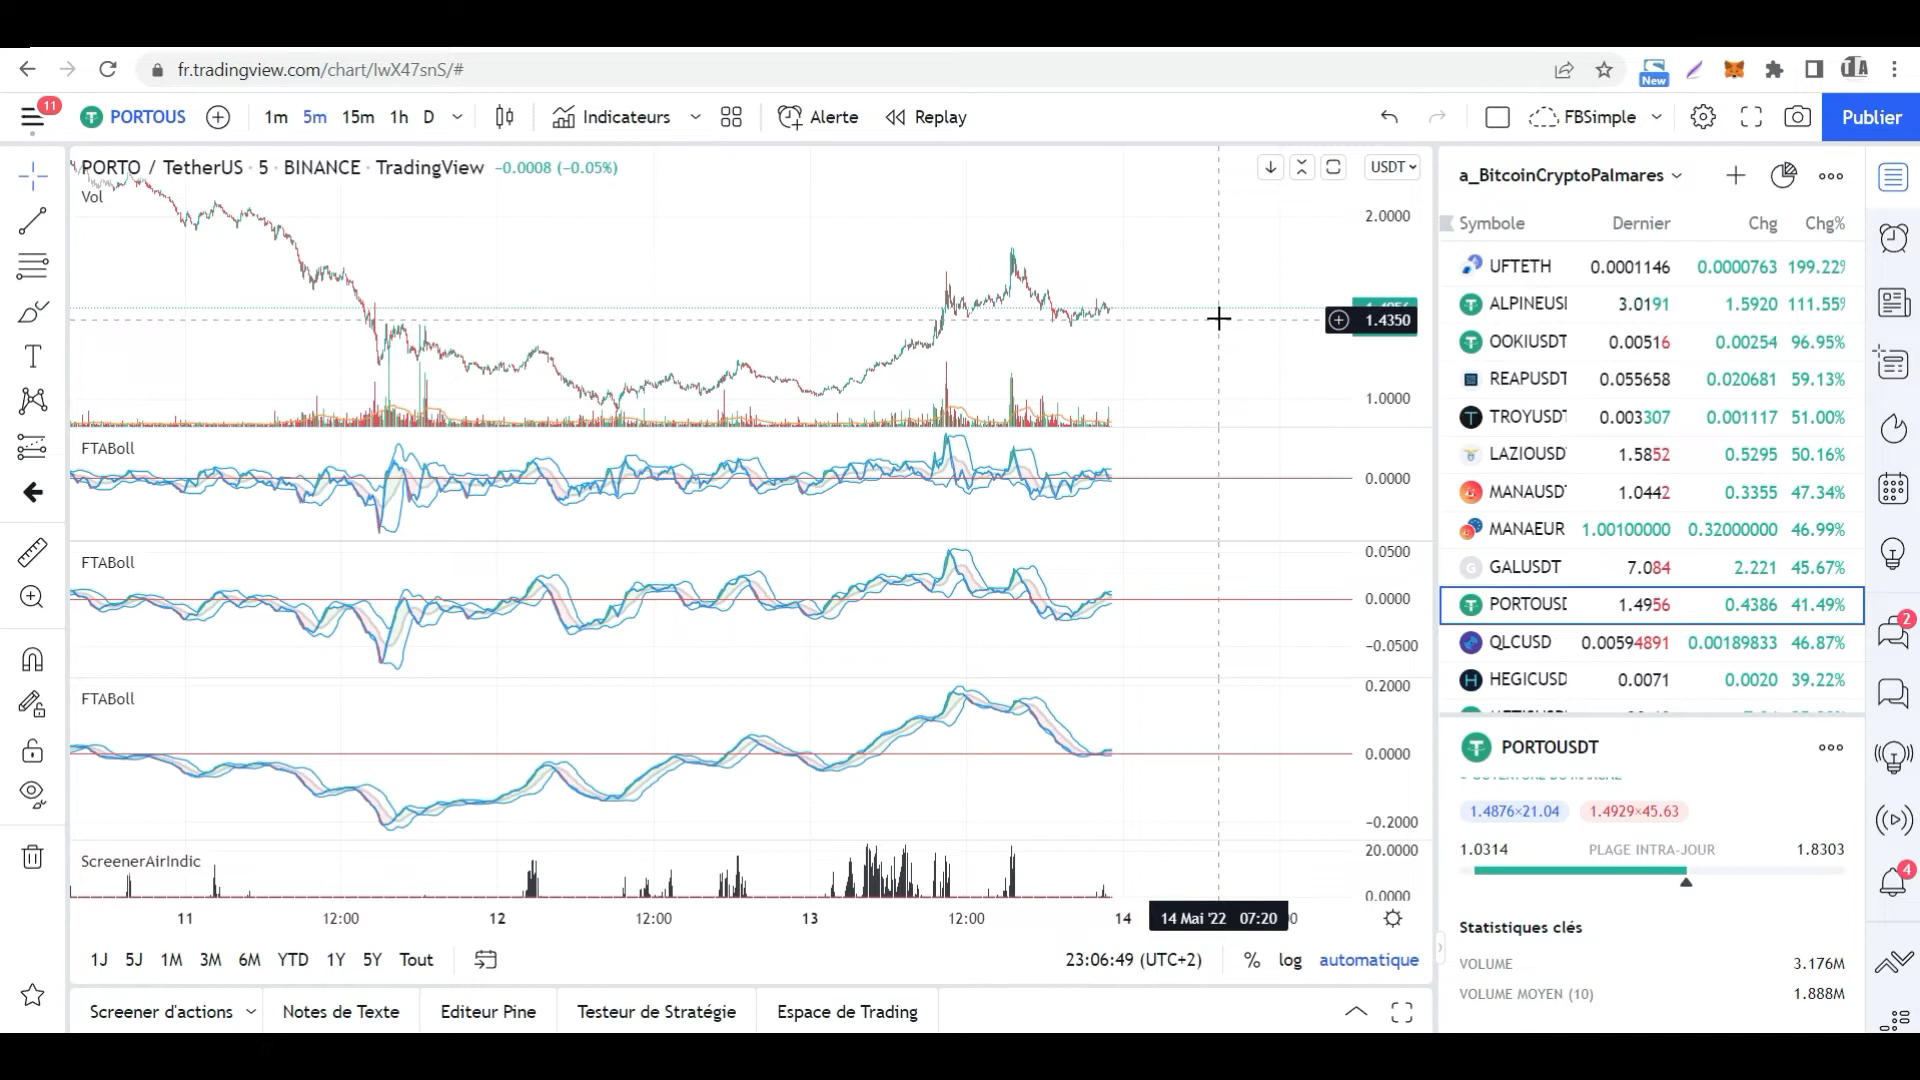 fr.tradingview.com/chart/lwX47snS/#
New
11
PORTOUS
1m 5m 15m 1h D
Indicateurs
Alerte
Replay
FBSimple
Publier
PORTO / TetherUS · 5 · BINANCE · TradingView −0.0008 (−0.05%)
Vol
USDT
2.0000
1.4350
1.0000
FTABoll
0.0000
FTABoll
0.0500
0.0000
−0.0500
FTABoll
0.2000
0.0000
−0.2000
ScreenerAirIndic
20.0000
0.0000
11 12:00 12 12:00 13 12:00 14 14 Mai '22 07:20
1J 5J 1M 3M 6M YTD 1Y 5Y Tout
23:06:49 (UTC+2) % log automatique
Screener d'actions Notes de Texte Editeur Pine Testeur de Stratégie Espace de Trading
a_BitcoinCryptoPalmares
Symbole Dernier Chg Chg%
UFTETH 0.0001146 0.0000763 199.22%
ALPINEUSI 3.0191 1.5920 111.55%
OOKIUSDT 0.00516 0.00254 96.95%
REAPUSDT 0.055658 0.020681 59.13%
TROYUSDT 0.003307 0.001117 51.00%
LAZIOUSD 1.5852 0.5295 50.16%
MANAUSD 1.0442 0.3355 47.34%
MANAEUR 1.00100000 0.32000000 46.99%
GALUSDT 7.084 2.221 45.67%
PORTOUSD 1.4956 0.4386 41.49%
QLCUSD 0.00594891 0.00189833 46.87%
HEGICUSD 0.0071 0.0020 39.22%
PORTOUSDT
1.4876×21.04 1.4929×45.63
1.0314 PLAGE INTRA-JOUR 1.8303
Statistiques clés
VOLUME 3.176M
VOLUME MOYEN (10) 1.888M
2
4